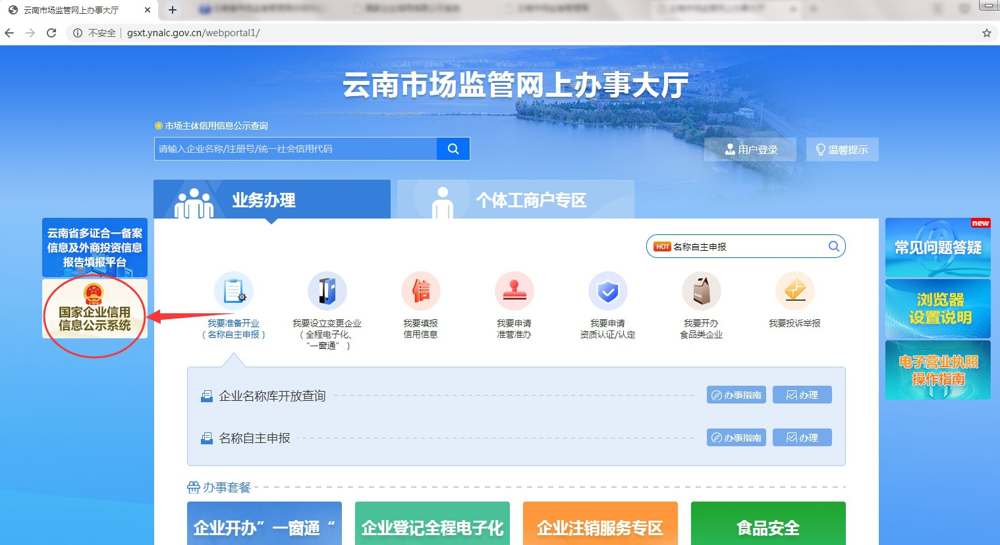 云南市场监管网上办事大厅
不安全
gsxt.ynaic.gov.cn/webportal1/
云南市场监管网上办事大厅
市场主体信用信息公示查询
请输入企业名称/注册号/统一社会信用代码
用户登录
温馨提示
业务办理
个体工商户专区
云南省多证合一备案
信息及外商投资信息
报告填报平台
国家企业信用
信息公示系统
HOT 名称自主申报
我要准备开业
（名称自主申报）
我要设立变更企业
（全程电子化、
“一窗通”）
我要填报
信用信息
我要申请
准营准办
我要申请
资质认证/认定
我要开办
食品类企业
我要投诉举报
new
常见问题答疑
浏览器
设置说明
电子营业执照
操作指南
企业名称库开放查询
办事指南
办理
名称自主申报
办事指南
办理
办事套餐
企业开办”一窗通“
企业登记全程电子化
企业注销服务专区
食品安全